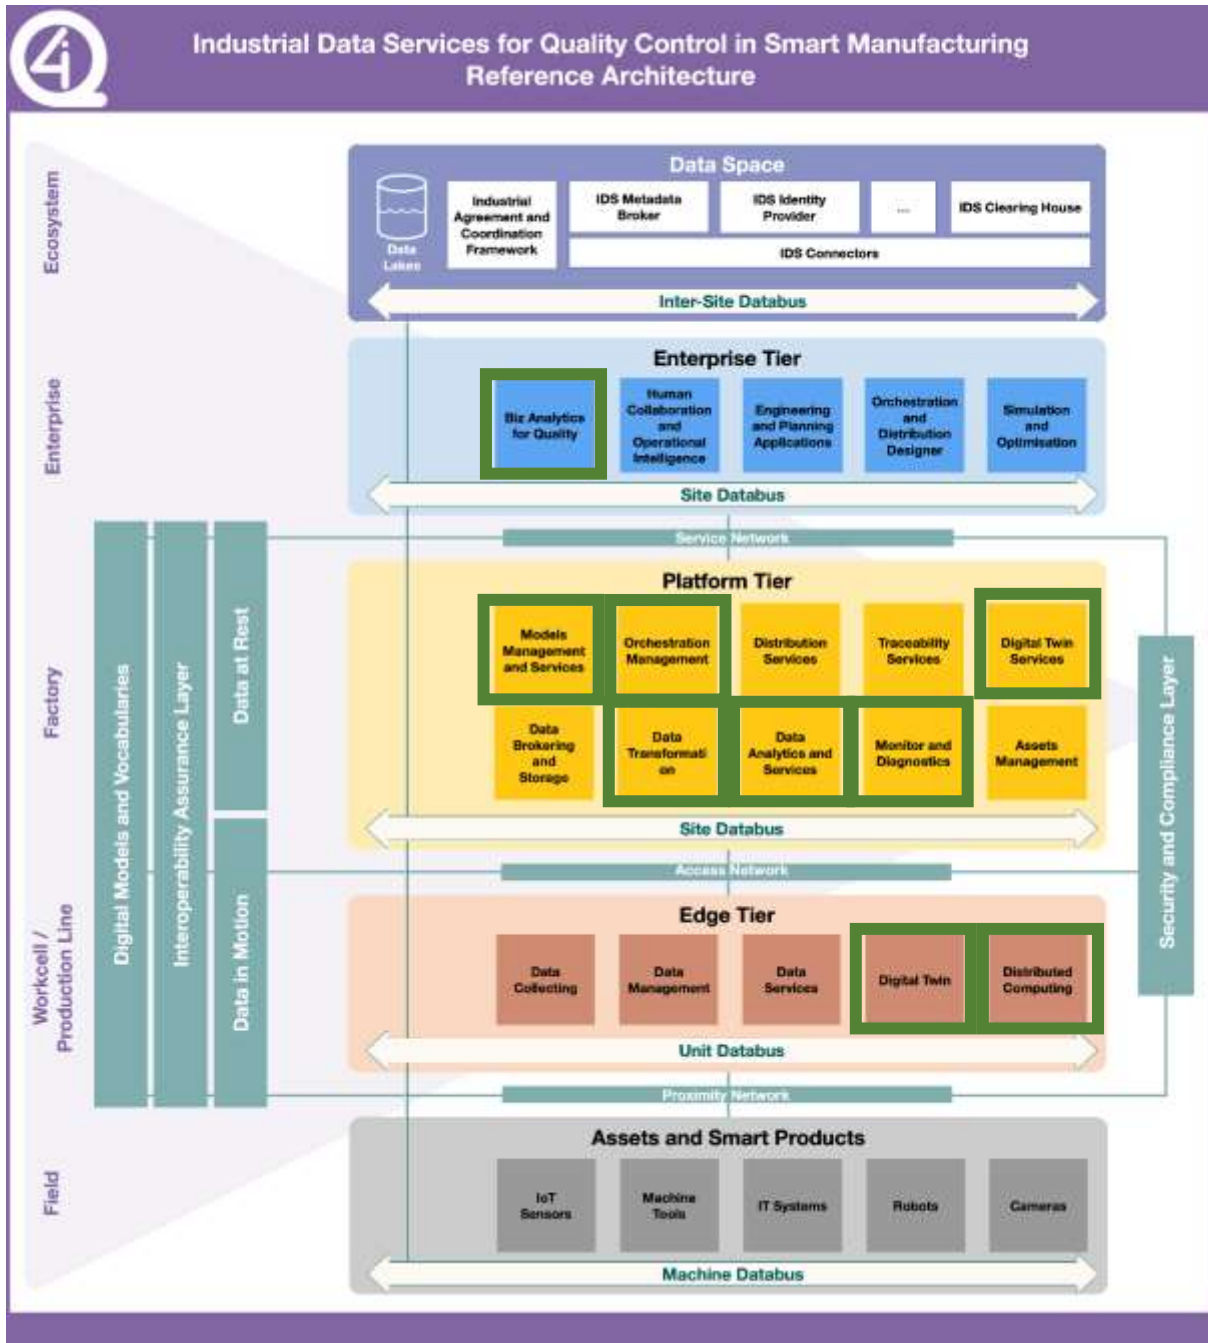 4i
Industrial Data Services for Quality Control in Smart Manufacturing
Reference Architecture
Ecosystem
Data Space
Data
Lakes
Industrial
Agreement and
Coordination
Framework
IDS Metadata
Broker
IDS Identity
Provider
...
IDS Clearing House
IDS Connectors
Inter-Site Databus
Enterprise
Enterprise Tier
Biz Analytics
for Quality
Human
Collaboration
and
Operational
Intelligence
Engineering
and Planning
Applications
Orchestration
and
Distribution
Designer
Simulation
and
Optimisation
Site Databus
Service Network
Factory
Digital Models and Vocabularies
Interoperability Assurance Layer
Data at Rest
Data in Motion
Platform Tier
Models
Management
and Services
Orchestration
Management
Distribution
Services
Traceability
Services
Digital Twin
Services
Data
Brokering
and
Storage
Data
Transformati
on
Data
Analytics and
Services
Monitor and
Diagnostics
Assets
Management
Site Databus
Access Network
Security and Compliance Layer
Workcell /
Production Line
Edge Tier
Data
Collecting
Data
Management
Data
Services
Digital Twin
Distributed
Computing
Unit Databus
Proximity Network
Field
Assets and Smart Products
IoT
Sensors
Machine
Tools
IT Systems
Robots
Cameras
Machine Databus